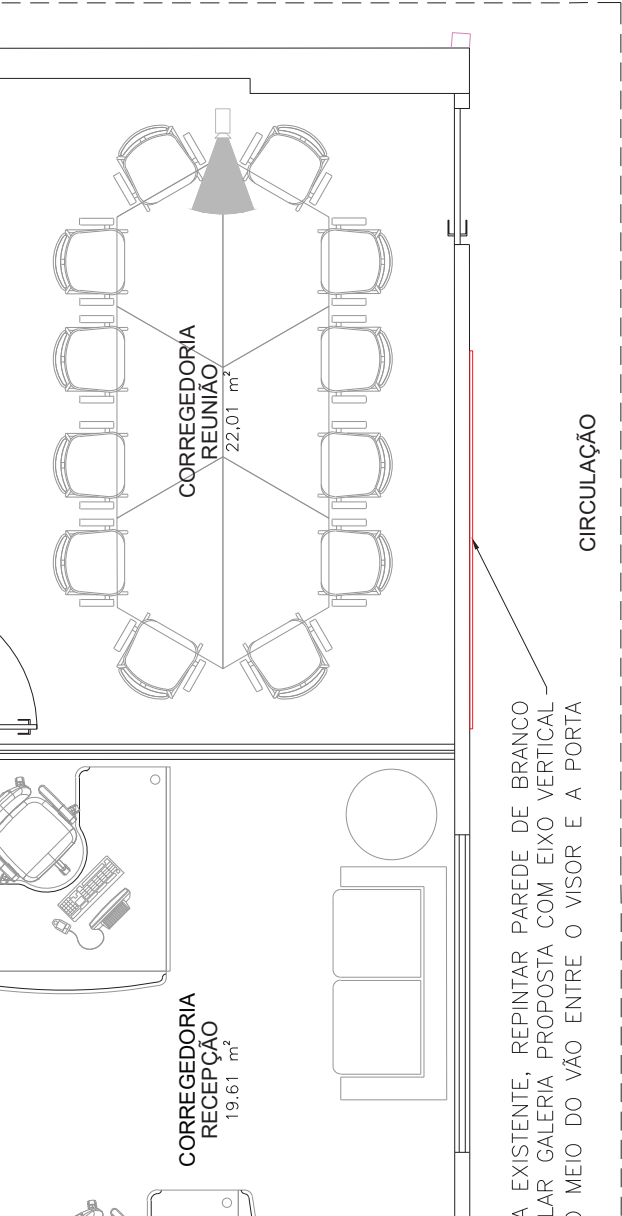 CORREGEDORIA
REUNIÃO
22,01 m²
CIRCULAÇÃO
EXISTENTE, REPINTAR PAREDE DE BRANCO
GALERIA PROPOSTA COM EIXO VERTICAL
MEIO DO VÃO ENTRE O VISOR E A PORTA
CORREGEDORIA
RECEPÇÃO
19.61 m²